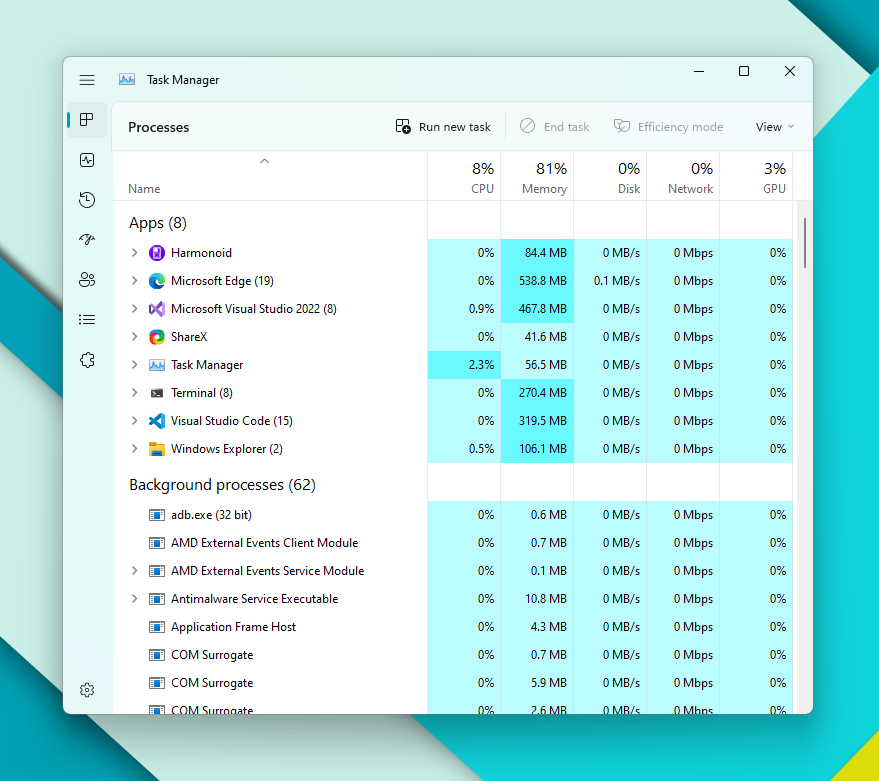 Task Manager
Processes
Run new task
End task
Efficiency mode
View
Name
8% 81% 0% 0% 3%
CPU Memory Disk Network GPU
Apps (8)
Harmonoid 0% 84.4 MB 0 MB/s 0 Mbps 0%
Microsoft Edge (19) 0% 538.8 MB 0.1 MB/s 0 Mbps 0%
Microsoft Visual Studio 2022 (8) 0.9% 467.8 MB 0 MB/s 0 Mbps 0%
ShareX 0% 41.6 MB 0 MB/s 0 Mbps 0%
Task Manager 2.3% 56.5 MB 0 MB/s 0 Mbps 0%
Terminal (8) 0% 270.4 MB 0 MB/s 0 Mbps 0%
Visual Studio Code (15) 0% 319.5 MB 0 MB/s 0 Mbps 0%
Windows Explorer (2) 0.5% 106.1 MB 0 MB/s 0 Mbps 0%
Background processes (62)
adb.exe (32 bit) 0% 0.6 MB 0 MB/s 0 Mbps 0%
AMD External Events Client Module 0% 0.7 MB 0 MB/s 0 Mbps 0%
AMD External Events Service Module 0% 0.1 MB 0 MB/s 0 Mbps 0%
Antimalware Service Executable 0% 10.8 MB 0 MB/s 0 Mbps 0%
Application Frame Host 0% 4.3 MB 0 MB/s 0 Mbps 0%
COM Surrogate 0% 0.7 MB 0 MB/s 0 Mbps 0%
COM Surrogate 0% 5.9 MB 0 MB/s 0 Mbps 0%
COM Surrogate 0% 2.6 MB 0 MB/s 0 Mbps 0%